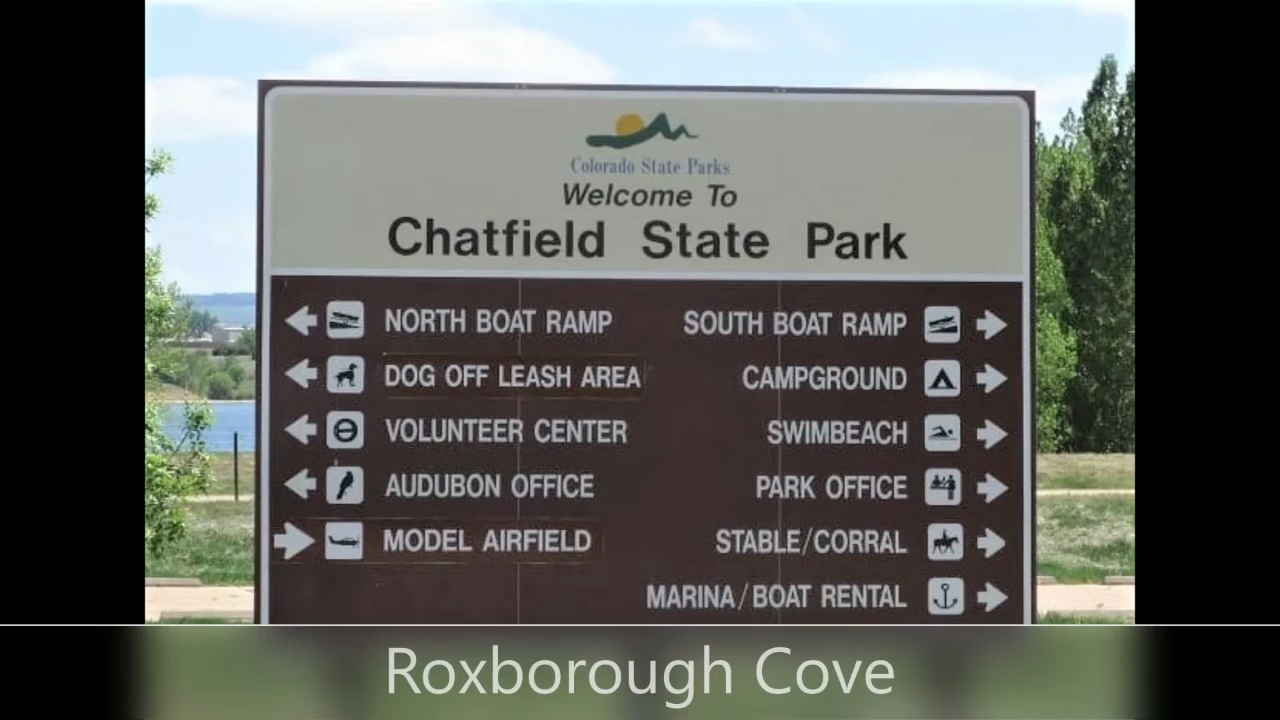 Colorado State Parks
Welcome To
Chatfield State Park
NORTH BOAT RAMP
DOG OFF LEASH AREA
VOLUNTEER CENTER
AUDUBON OFFICE
MODEL AIRFIELD
SOUTH BOAT RAMP
CAMPGROUND
SWIMBEACH
PARK OFFICE
STABLE/CORRAL
MARINA/BOAT RENTAL
Roxborough Cove